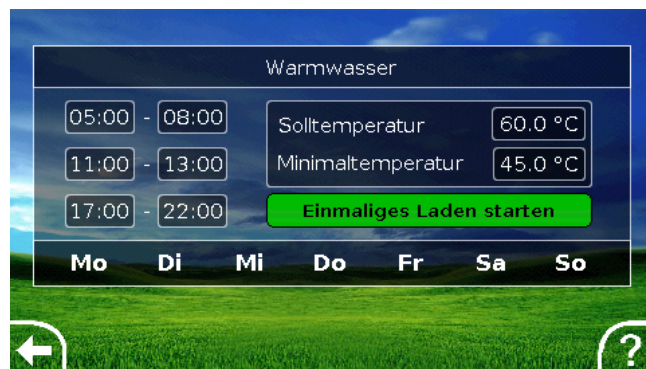 Warmwasser
05:00 - 08:00
11:00 - 13:00
17:00 - 22:00
Solltemperatur 60.0 °C
Minimaltemperatur 45.0 °C
Einmaliges Laden starten
Mo Di Mi Do Fr Sa So
?